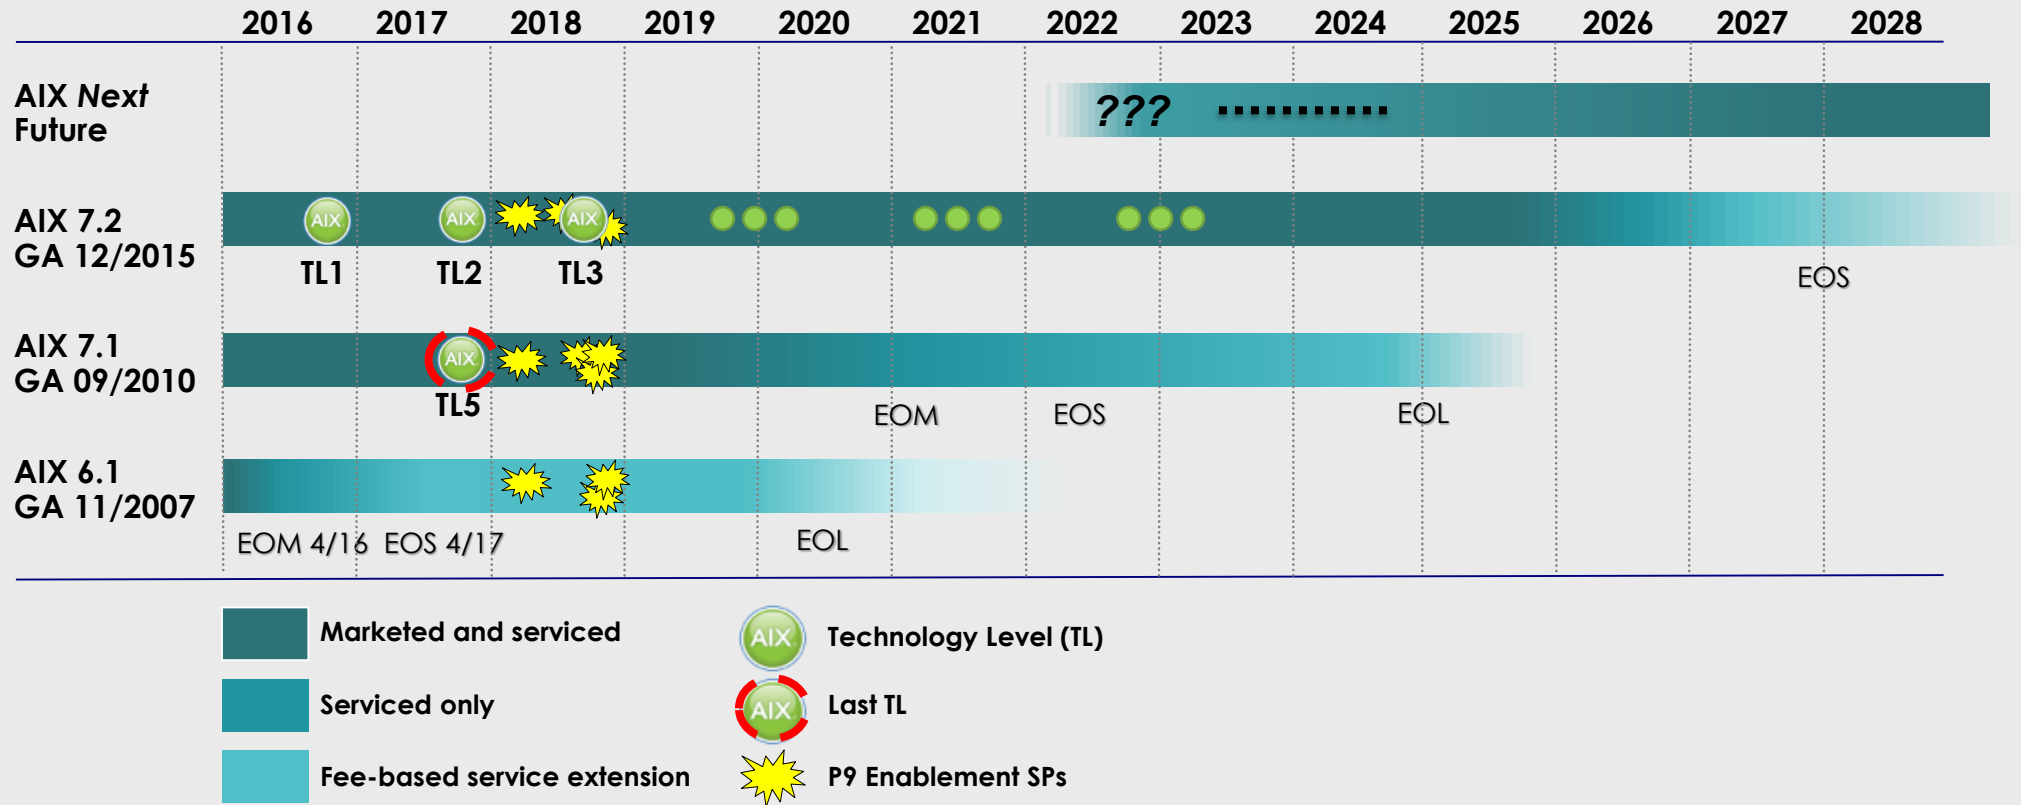 2016 2017 2018 2019 2020 2021 2022 2023 2024 2025 2026 2027 2028
AIX Next
Future
???
AIX 7.2
GA 12/2015
AIX AIX AIX
TL1 TL2 TL3
EOS
AIX 7.1
GA 09/2010
AIX
TL5
EOM EOS EOL
AIX 6.1
GA 11/2007
EOM 4/16 EOS 4/17 EOL
Marketed and serviced
AIX Technology Level (TL)
Serviced only
AIX Last TL
Fee-based service extension
P9 Enablement SPs